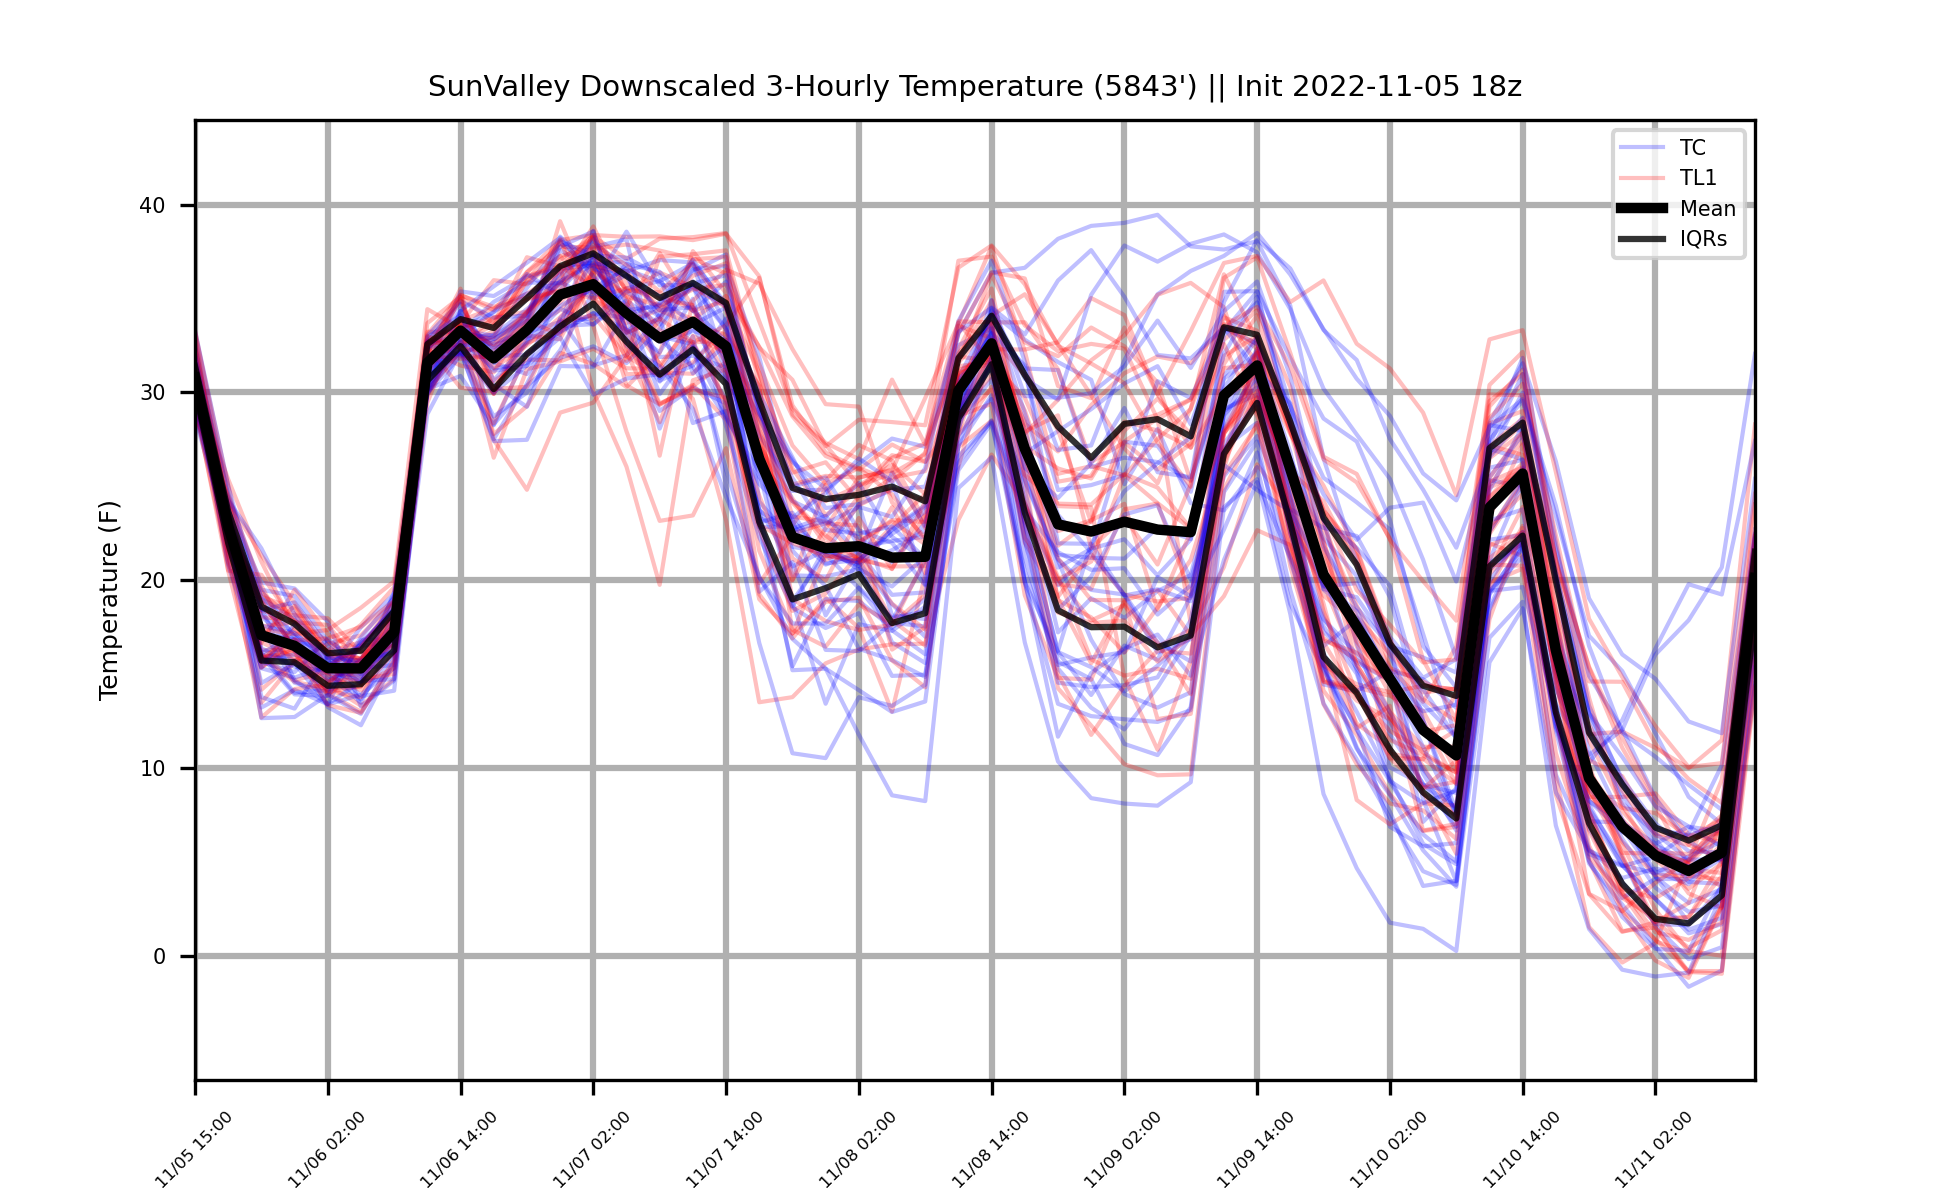 SunValley Downscaled 3-Hourly Temperature (5843') || Init 2022-11-05 18z
TC
TL1
Mean
IQRs
Temperature (F)
40
30
20
10
0
11/05 15:00
11/06 02:00
11/06 14:00
11/07 02:00
11/07 14:00
11/08 02:00
11/08 14:00
11/09 02:00
11/09 14:00
11/10 02:00
11/10 14:00
11/11 02:00